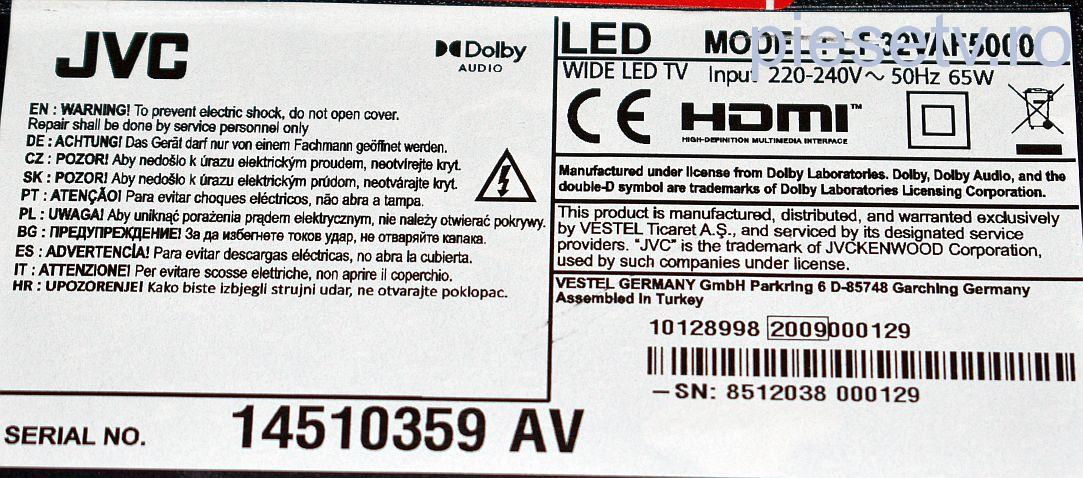 JVC
Dolby
AUDIO
EN : WARNING! To prevent electric shock, do not open cover.
Repair shall be done by service personnel only
DE : ACHTUNG! Das Gerät darf nur von einem Fachmann geöffnet werden.
CZ : POZOR! Aby nedošlo k úrazu elektrickým proudem, neotvírejte kryt.
SK : POZOR! Aby nedošlo k úrazu elektrickým prúdom, neotvárajte kryt.
PT : ATENÇÃO! Para evitar choques eléctricos, não abra a tampa.
PL : UWAGA! Aby uniknąć porażenia prądem elektrycznym, nie należy otwierać pokrywy.
BG : ПРЕДУПРЕЖДЕНИЕ! За да избегнете токов удар, не отваряйте капака.
ES : ADVERTENCIA! Para evitar descargas eléctricas, no abra la cubierta.
IT : ATTENZIONE! Per evitare scosse elettriche, non aprire il coperchio.
HR : UPOZORENJE! Kako biste izbjegli strujni udar, ne otvarajte poklopac.
LED
MODEL
piesetv.ro
WIDE LED TV
Input 220-240V~ 50Hz 65W
CE
HDMI™
HIGH-DEFINITION MULTIMEDIA INTERFACE
Manufactured under license from Dolby Laboratories. Dolby, Dolby Audio, and the
double-D symbol are trademarks of Dolby Laboratories Licensing Corporation.
This product is manufactured, distributed, and warranted exclusively
by VESTEL Ticaret A.Ş., and serviced by its designated service
providers. "JVC" is the trademark of JVCKENWOOD Corporation,
used by such companies under license.
VESTEL GERMANY GmbH Parkring 6 D-85748 Garching Germany
Assembled in Turkey
10128998 2009000129
-SN: 8512038 000129
SERIAL NO. 14510359 AV